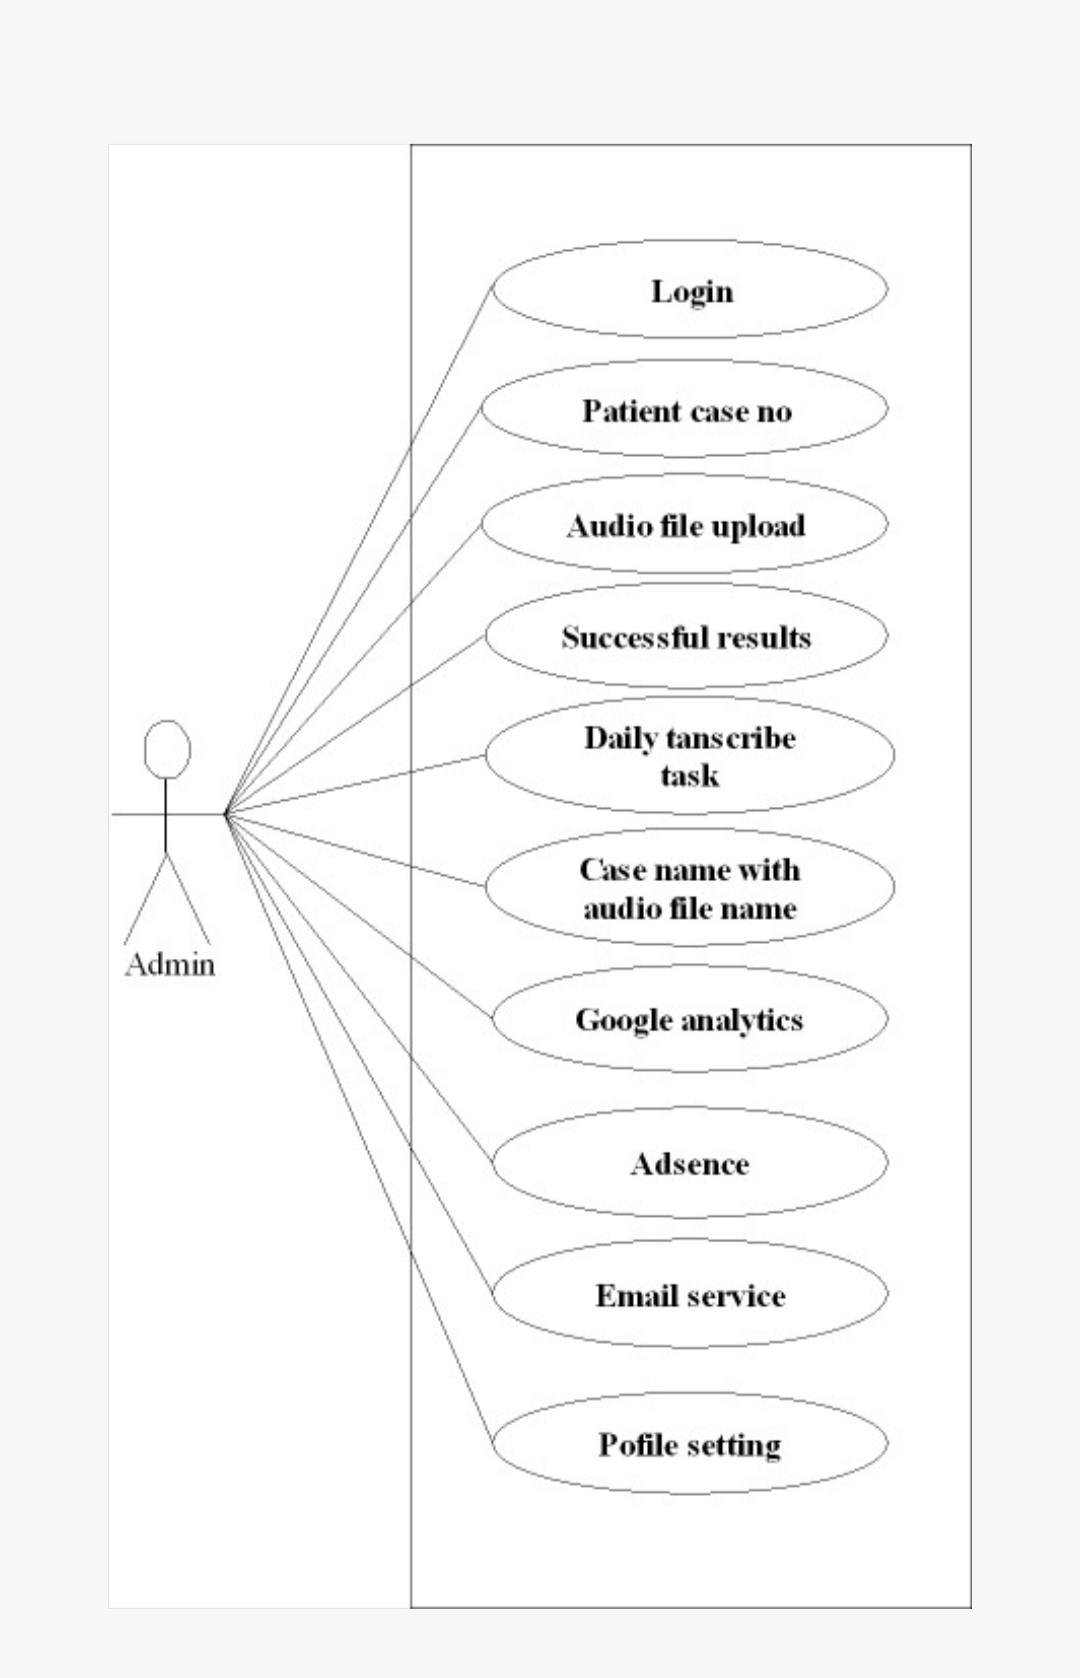 Login
Patient case no
Audio file upload
Successful results
Daily tanscribe
task
Case name with
audio file name
Admin
Google analytics
Adsence
Email service
Pofile setting